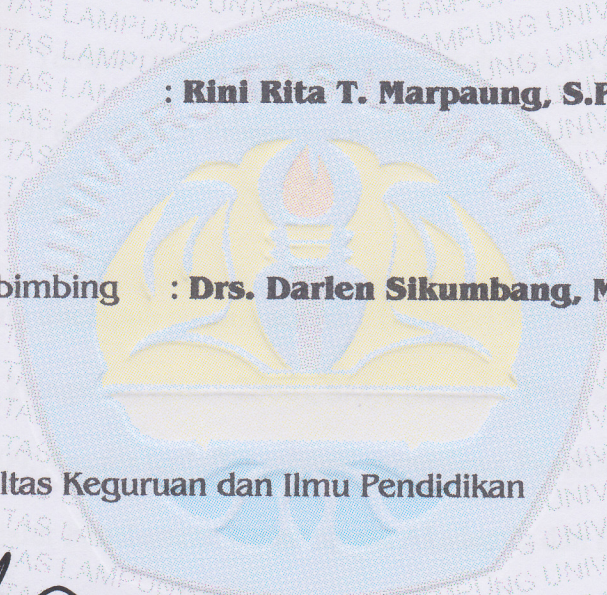 : Rini Rita T. Marpaung, S.P
bimbing : Drs. Darlen Sikumbang, M
ltas Keguruan dan Ilmu Pendidikan